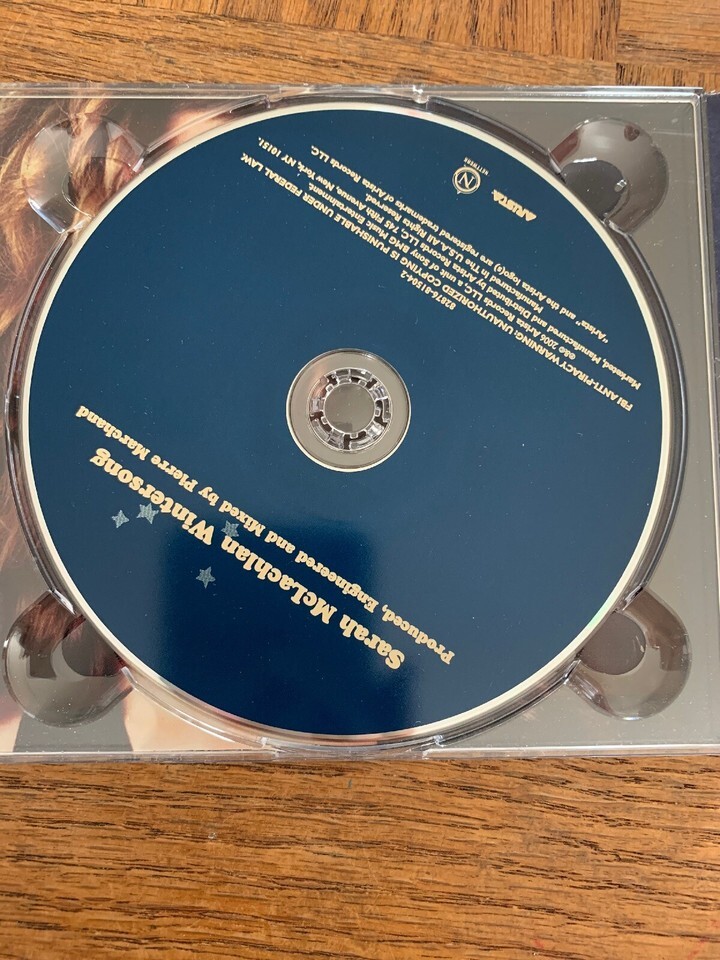 Sarah McLachlan Wintersong
Produced, Engineered and Mixed by Pierre Marchand
82876-81504-2
FBI ANTI-PIRACY WARNING: UNAUTHORIZED COPYING IS PUNISHABLE UNDER FEDERAL LAW.
℗© 2006 Arista Records LLC, a unit of Sony BMG Music Entertainment.
Marketed, Manufactured and Distributed by Arista Records LLC, 745 Fifth Avenue, New York, NY 10151.
Manufactured In The U.S.A. All Rights Reserved.
"Arista" and the Arista logo(s) are registered trademarks of Arista Records LLC.
ARISTA
N
NETTWERK